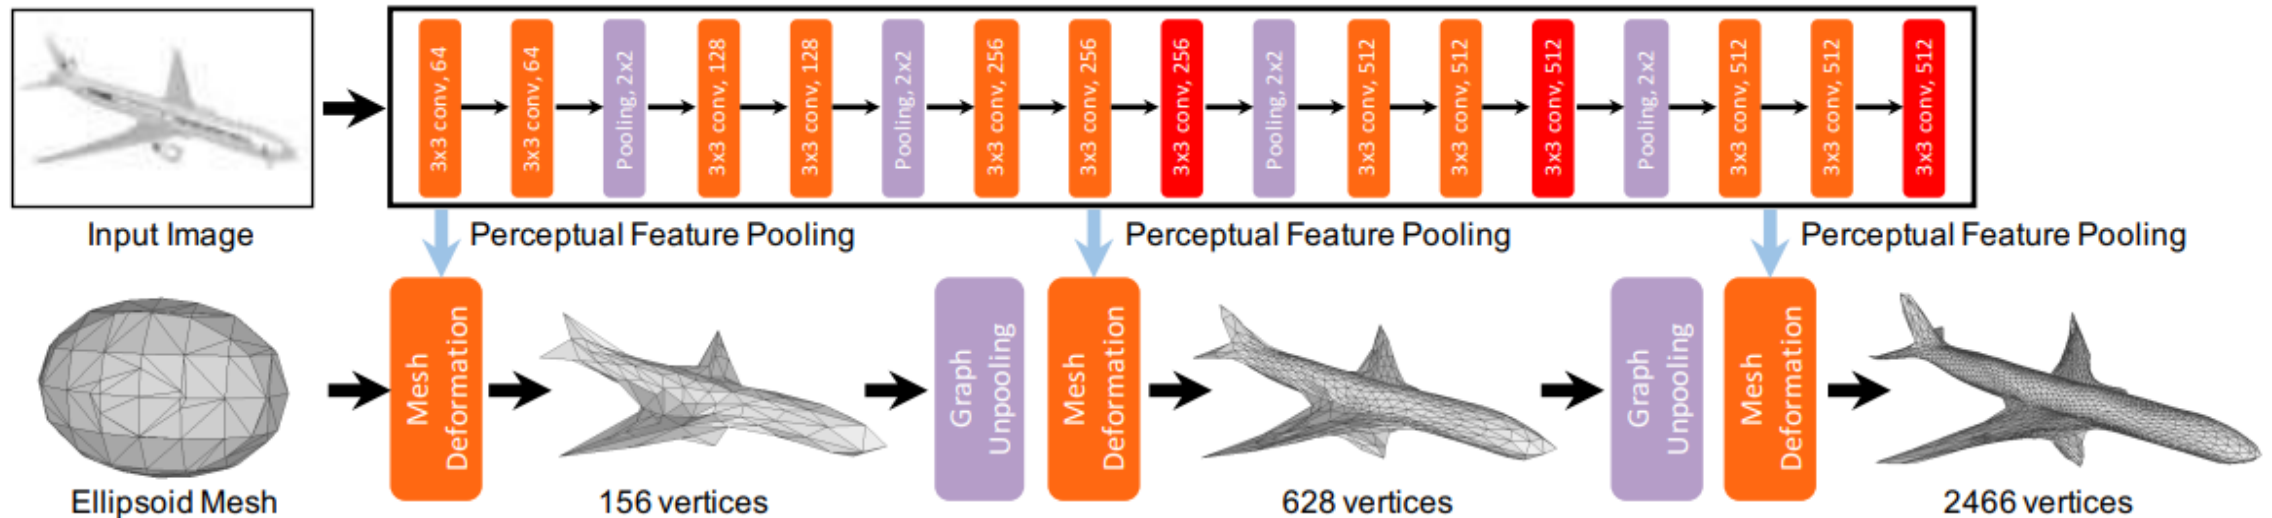 3x3 conv, 64
3x3 conv, 64
Pooling, 2x2
3x3 conv, 128
3x3 conv, 128
Pooling, 2x2
3x3 conv, 256
3x3 conv, 256
3x3 conv, 256
Pooling, 2x2
3x3 conv, 512
3x3 conv, 512
3x3 conv, 512
Pooling, 2x2
3x3 conv, 512
3x3 conv, 512
3x3 conv, 512
Input Image
Perceptual Feature Pooling
Perceptual Feature Pooling
Perceptual Feature Pooling
Mesh
Deformation
Graph
Unpooling
Mesh
Deformation
Graph
Unpooling
Mesh
Deformation
Ellipsoid Mesh
156 vertices
628 vertices
2466 vertices